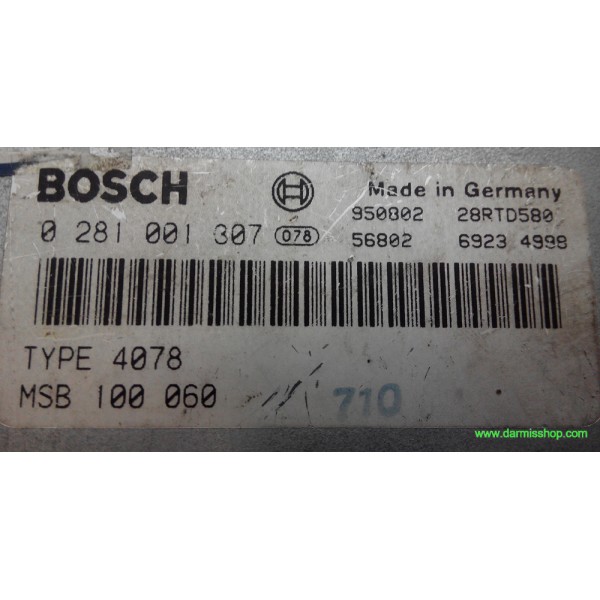 BOSCH
Made in Germany
0 281 001 307 078
950802 28RTD580
56802 6923 4998
TYPE 4078
MSB 100 060
710
www.darmisshop.com